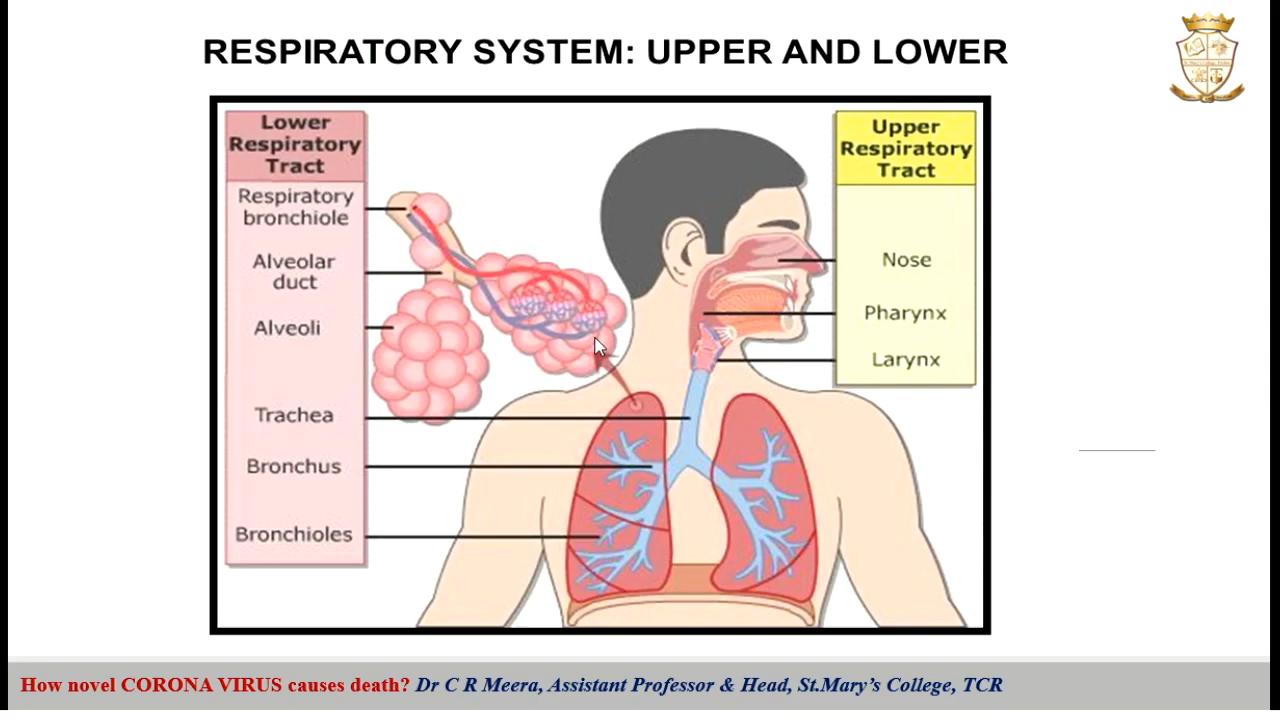 RESPIRATORY SYSTEM: UPPER AND LOWER
Lower
Respiratory
Tract
Respiratory
bronchiole
Alveolar
duct
Alveoli
Trachea
Bronchus
Bronchioles
Upper
Respiratory
Tract
Nose
Pharynx
Larynx
How novel CORONA VIRUS causes death? Dr C R Meera, Assistant Professor & Head, St.Mary’s College, TCR